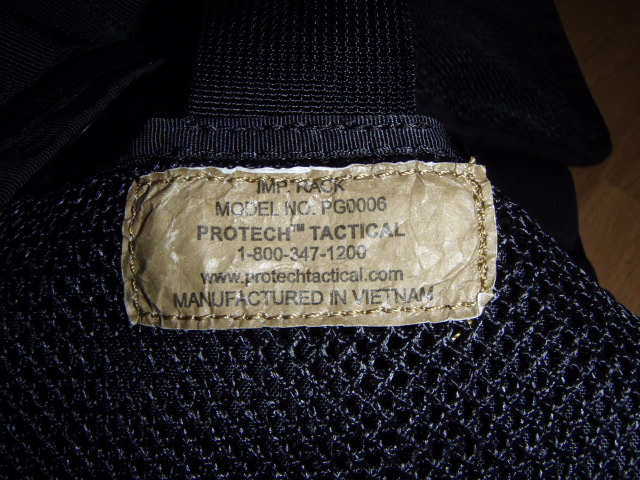 IMP. RACK
MODEL NO. PG0006
PROTECH™ TACTICAL
1-800-347-1200
www.protechtactical.com
MANUFACTURED IN VIETNAM